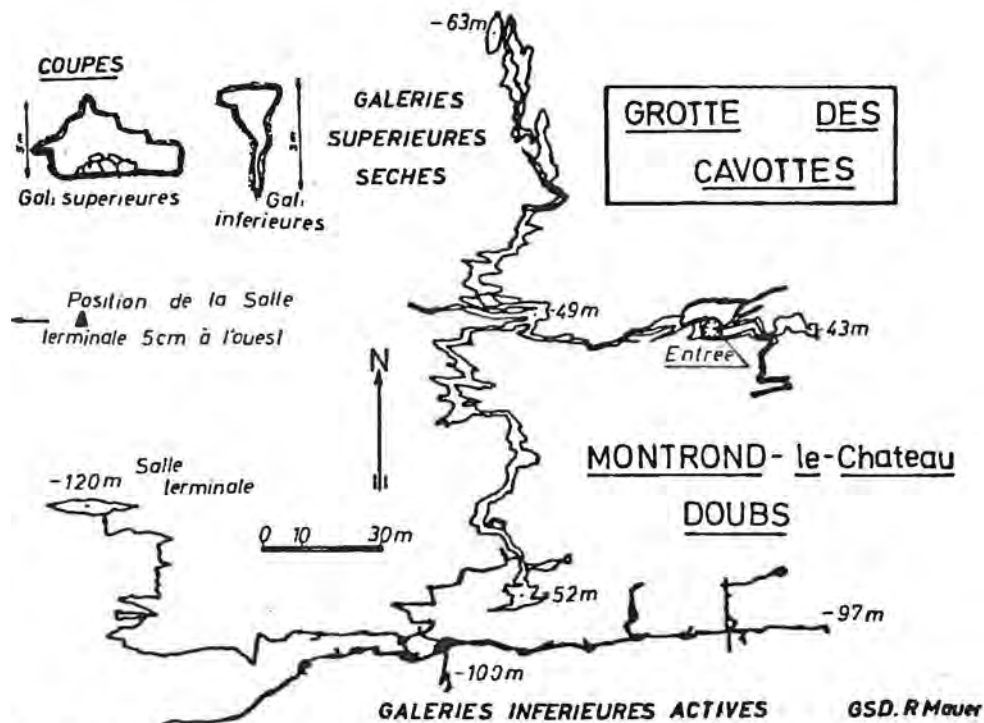 -63m
COUPES
GALERIES
SUPERIEURES
SECHES
GROTTE DES
CAVOTTES
5m
3m
Gal. superieures
Gal. inferieures
Position de la Salle
terminale 5cm à l'ouest
-49m
-43m
Entrée
N
MONTROND-le-Chateau
DOUBS
Salle
terminale
-120m
0 10 30m
-52m
-97m
-100m
GALERIES INFERIEURES ACTIVES
GSD. R Mauer